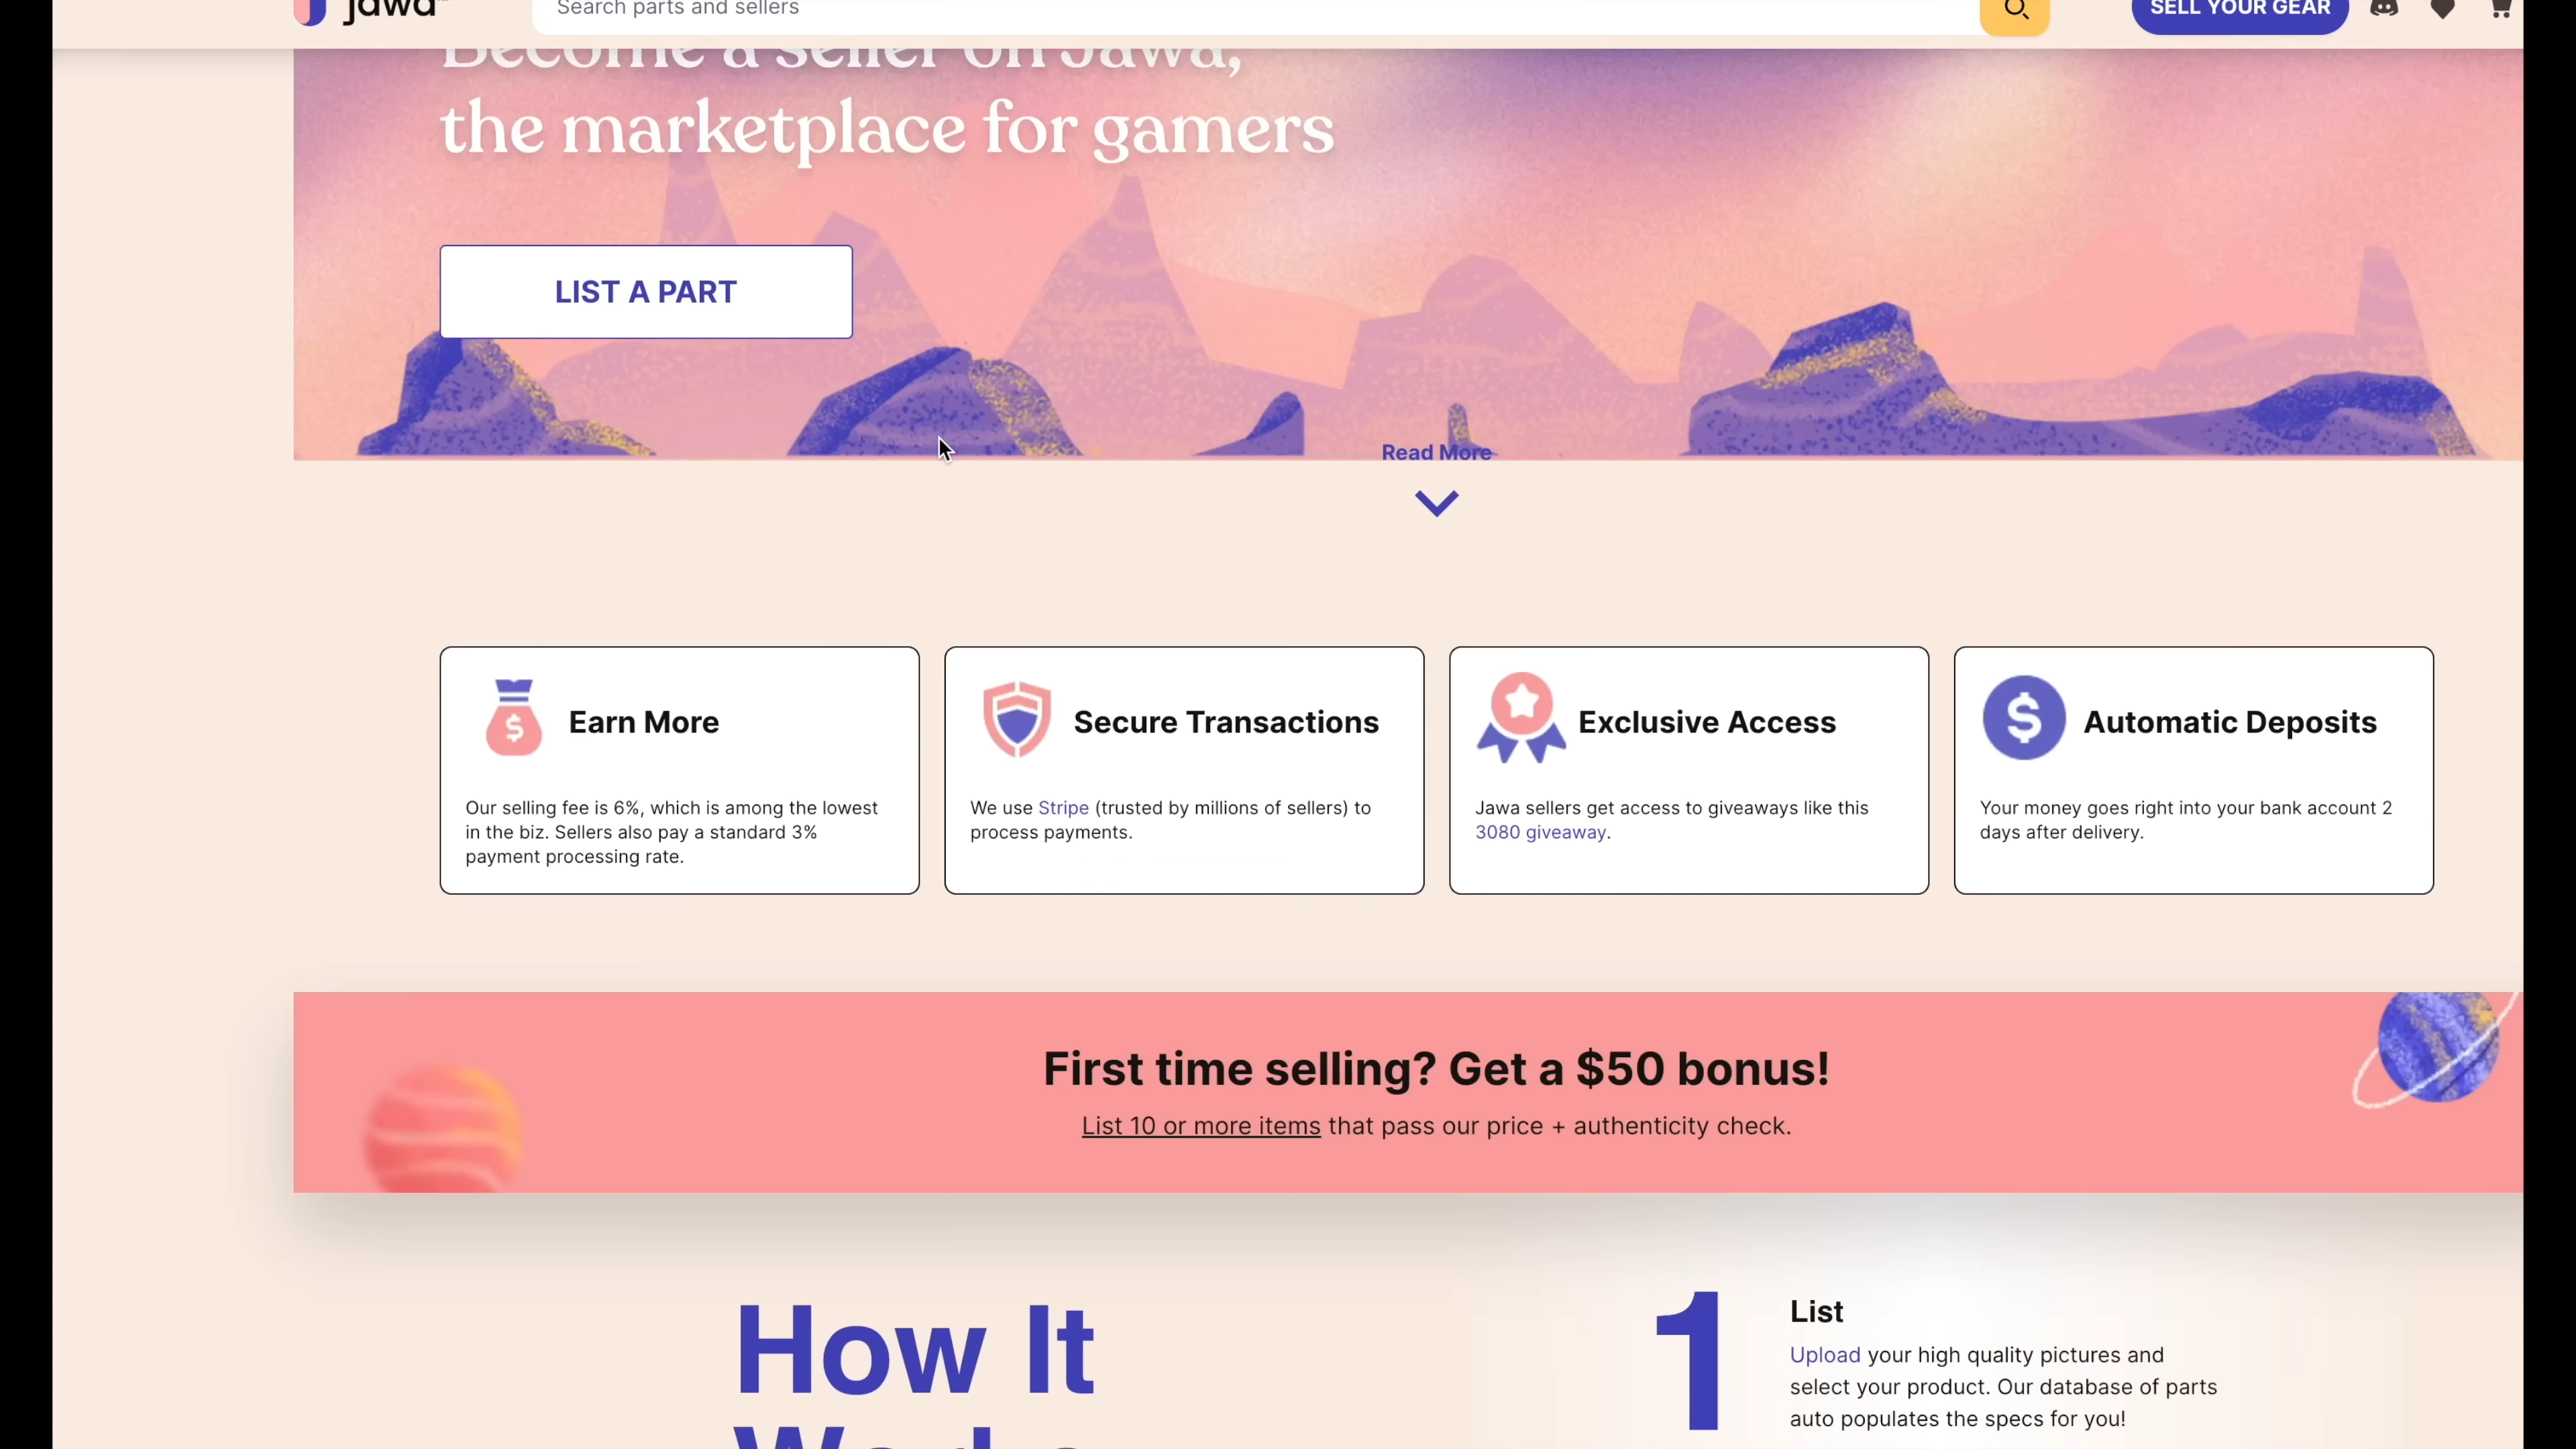 jawa
Search parts and sellers
SELL YOUR GEAR
Become a seller on Jawa,
the marketplace for gamers
LIST A PART
Read More
Earn More
Our selling fee is 6%, which is among the lowest
in the biz. Sellers also pay a standard 3%
payment processing rate.
Secure Transactions
We use Stripe (trusted by millions of sellers) to
process payments.
Exclusive Access
Jawa sellers get access to giveaways like this
3080 giveaway.
Automatic Deposits
Your money goes right into your bank account 2
days after delivery.
First time selling? Get a $50 bonus!
List 10 or more items that pass our price + authenticity check.
How It
Works
1
List
Upload your high quality pictures and
select your product. Our database of parts
auto populates the specs for you!